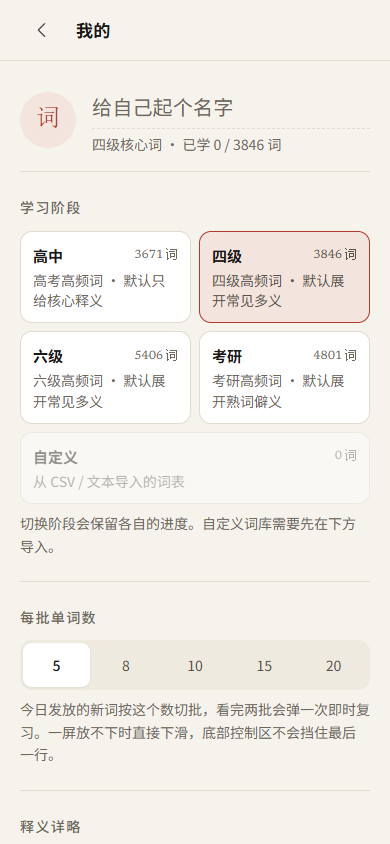 我的
词
给自己起个名字
四级核心词 · 已学 0 / 3846 词
学习阶段
高中 3671 词
高考高频词 · 默认只
给核心释义
四级 3846 词
四级高频词 · 默认展
开常见多义
六级 5406 词
六级高频词 · 默认展
开常见多义
考研 4801 词
考研高频词 · 默认展
开熟词僻义
自定义 0 词
从 CSV / 文本导入的词表
切换阶段会保留各自的进度。自定义词库需要先在下方
导入。
每批单词数
5 8 10 15 20
今日发放的新词按这个数切批，看完两批会弹一次即时复
习。一屏放不下时直接下滑，底部控制区不会挡住最后
一行。
释义详略